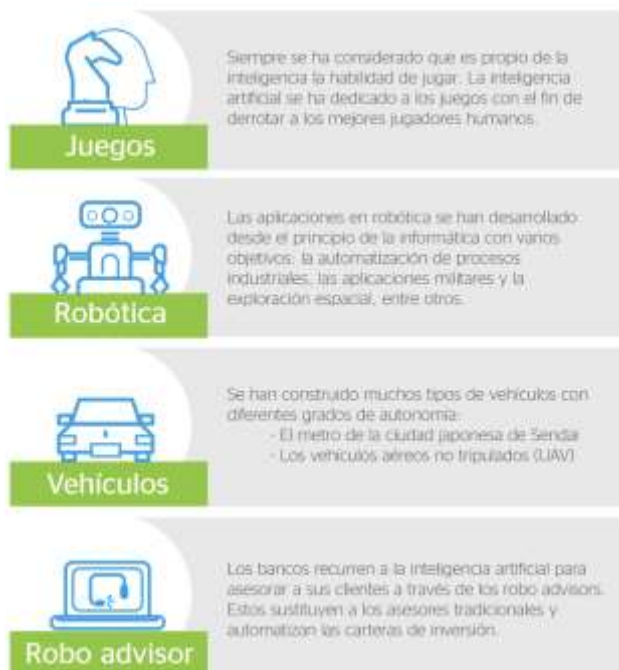 Siempre se ha considerado que es propio de la
inteligencia la habilidad de jugar. La inteligencia
artificial se ha dedicado a los juegos con el fin de
derrotar a los mejores jugadores humanos.
Juegos
Las aplicaciones en robótica se han desarrollado
desde el principio de la informática con varios
objetivos: la automatización de procesos
industriales, las aplicaciones militares y la
exploración espacial, entre otros.
Robótica
Se han construido muchos tipos de vehículos con
diferentes grados de autonomía:
- El metro de la ciudad japonesa de Sendai
- Los vehículos aéreos no tripulados (UAV)
Vehículos
Los bancos recurren a la inteligencia artificial para
asesorar a sus clientes a través de los robo advisors.
Estos sustituyen a los asesores tradicionales y
automatizan las carteras de inversión.
Robo advisor